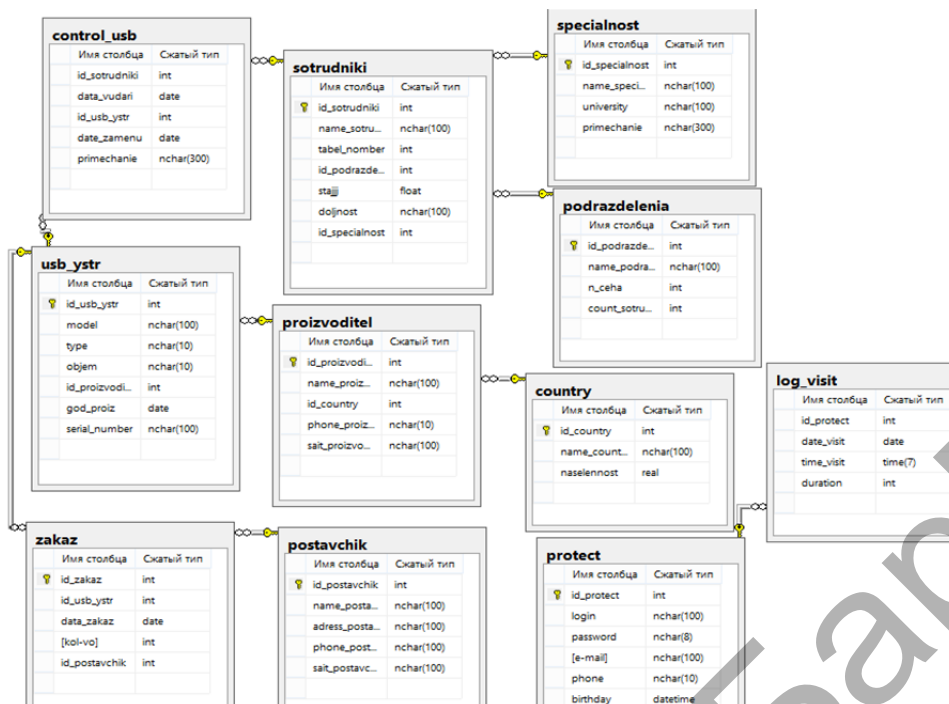 control_usb
Имя столбца Сжатый тип
id_sotrudniki int
data_vudari date
id_usb_ystr int
date_zamenu date
primechanie nchar(300)
sotrudniki
Имя столбца Сжатый тип
id_sotrudniki int
name_sotru... nchar(100)
tabel_nomber int
id_podrazde... int
stajjj float
doljnost nchar(100)
id_specialnost int
specialnost
Имя столбца Сжатый тип
id_specialnost int
name_speci... nchar(100)
university nchar(100)
primechanie nchar(300)
podrazdelenia
Имя столбца Сжатый тип
id_podrazde... int
name_podra... nchar(100)
n_ceha int
count_sotru... int
usb_ystr
Имя столбца Сжатый тип
id_usb_ystr int
model nchar(100)
type nchar(10)
objem nchar(10)
id_proizvodi... int
god_proiz date
serial_number nchar(100)
proizvoditel
Имя столбца Сжатый тип
id_proizvodi... int
name_proiz... nchar(100)
id_country int
phone_proiz... nchar(10)
sait_proizvo... nchar(100)
country
Имя столбца Сжатый тип
id_country int
name_count... nchar(100)
naselennost real
log_visit
Имя столбца Сжатый тип
id_protect int
date_visit date
time_visit time(7)
duration int
zakaz
Имя столбца Сжатый тип
id_zakaz int
id_usb_ystr int
data_zakaz date
[kol-vo] int
id_postavchik int
postavchik
Имя столбца Сжатый тип
id_postavchik int
name_posta... nchar(100)
adress_posta... nchar(100)
phone_post... nchar(100)
sait_postavc... nchar(100)
protect
Имя столбца Сжатый тип
id_protect int
login nchar(100)
password nchar(8)
[e-mail] nchar(100)
phone nchar(10)
birthday datetime